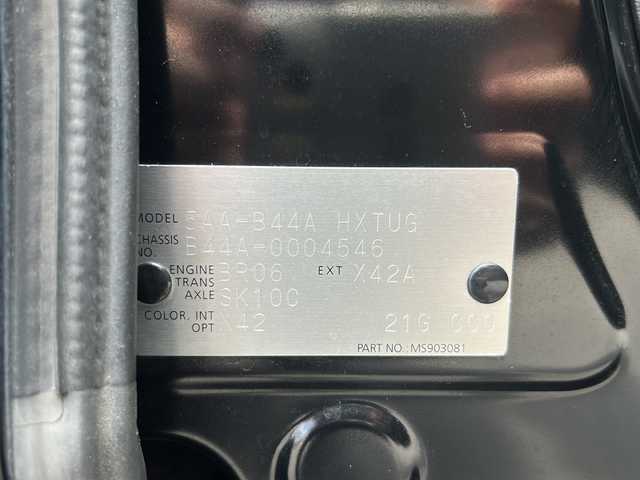 MODEL 5AA-B44A HXTUG
CHASSIS NO. B44A-0004546
ENGINE BR06 EXT X42A
TRANS AXLE SK10C
COLOR. INT X42
OPT 21G 000
PART NO.:MS903081